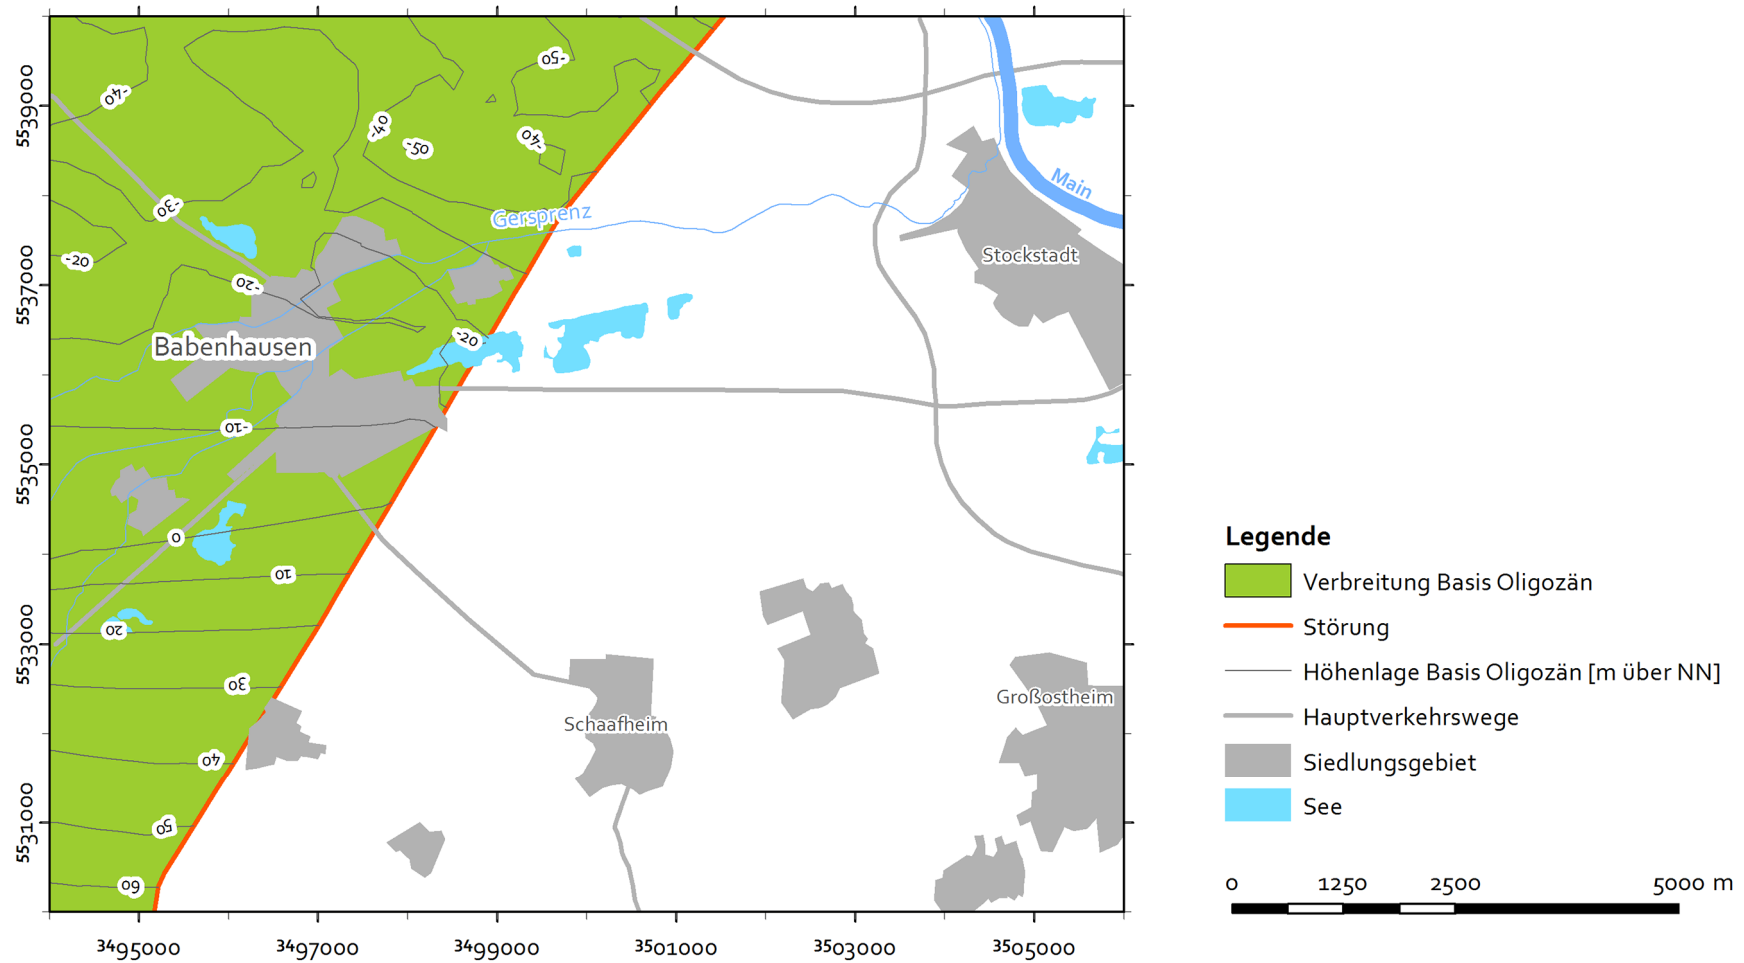 5539000
5537000
5535000
5533000
5531000
-40
-50
-40
-50
-40
-30
-20
-20
-20
-10
0
10
20
30
40
50
60
Gersprenz
Main
Stockstadt
Babenhausen
Schaafheim
Großostheim
3495000
3497000
3499000
3501000
3503000
3505000
Legende
Verbreitung Basis Oligozän
Störung
Höhenlage Basis Oligozän [m über NN]
Hauptverkehrswege
Siedlungsgebiet
See
0 1250 2500 5000 m